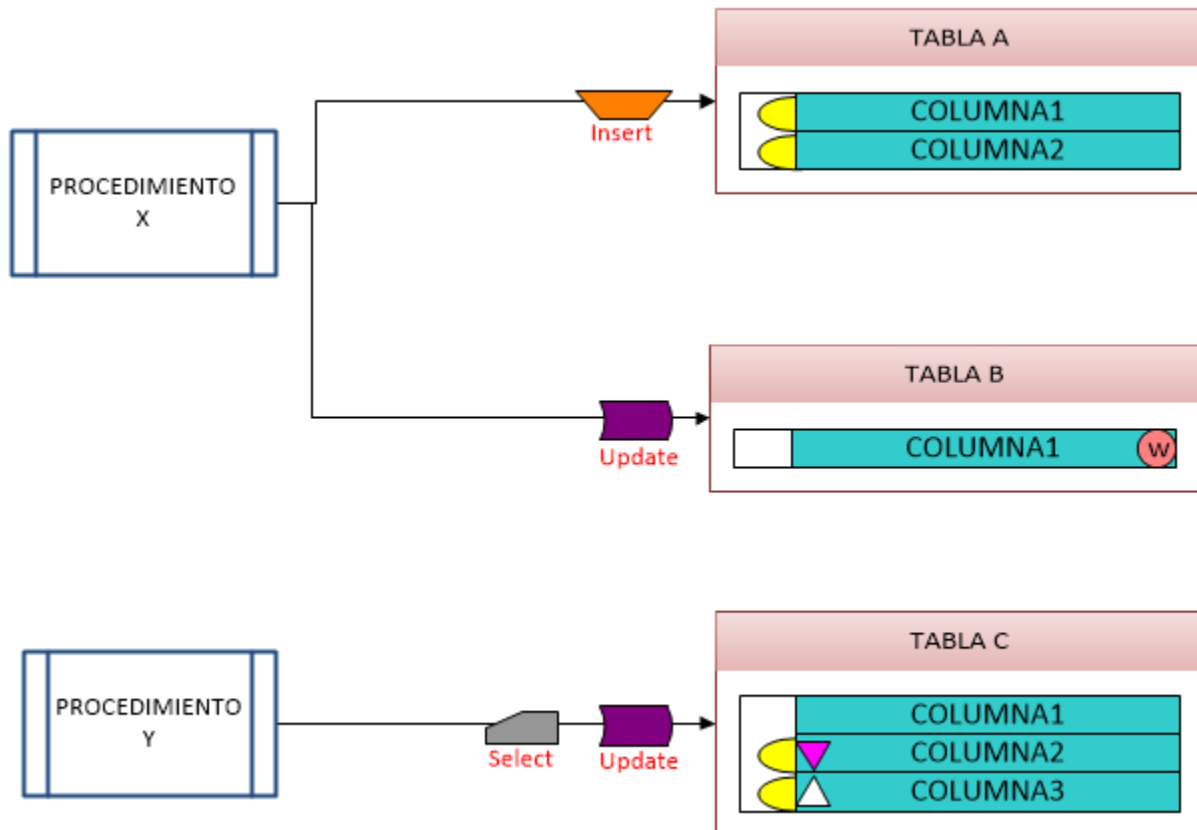 TABLA A
COLUMNA1
COLUMNA2
Insert
PROCEDIMIENTO
X
TABLA B
COLUMNA1
W
Update
TABLA C
PROCEDIMIENTO
Y
COLUMNA1
COLUMNA2
COLUMNA3
Select
Update